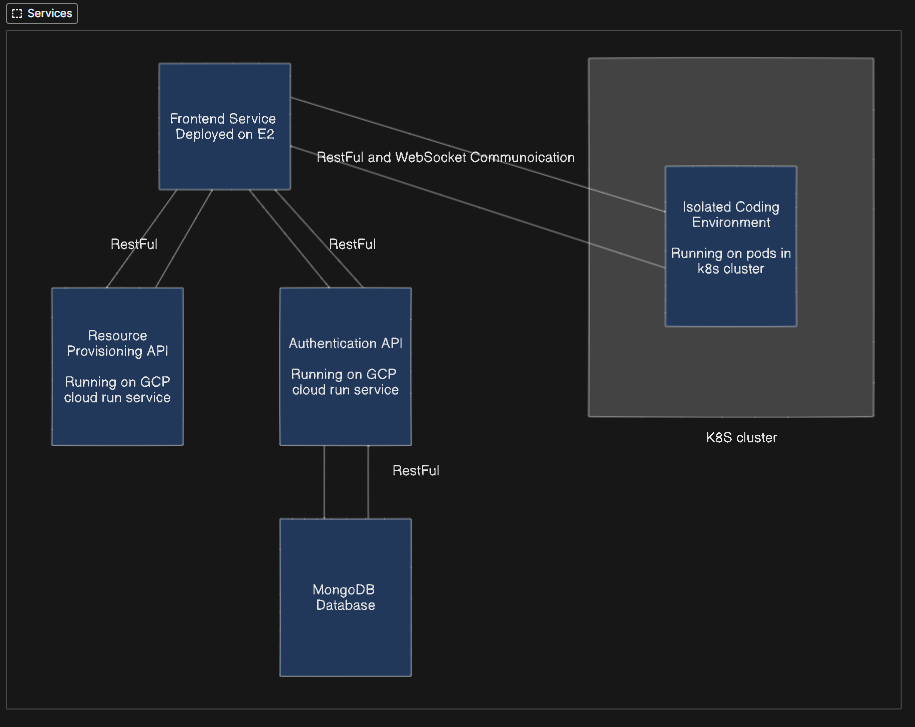 Services
Frontend Service
Deployed on E2
RestFul and WebSocket Communoication
Isolated Coding
Environment
Running on pods in
k8s cluster
RestFul
RestFul
Resource
Provisioning API
Running on GCP
cloud run service
Authentication API
Running on GCP
cloud run service
K8S cluster
RestFul
MongoDB
Database